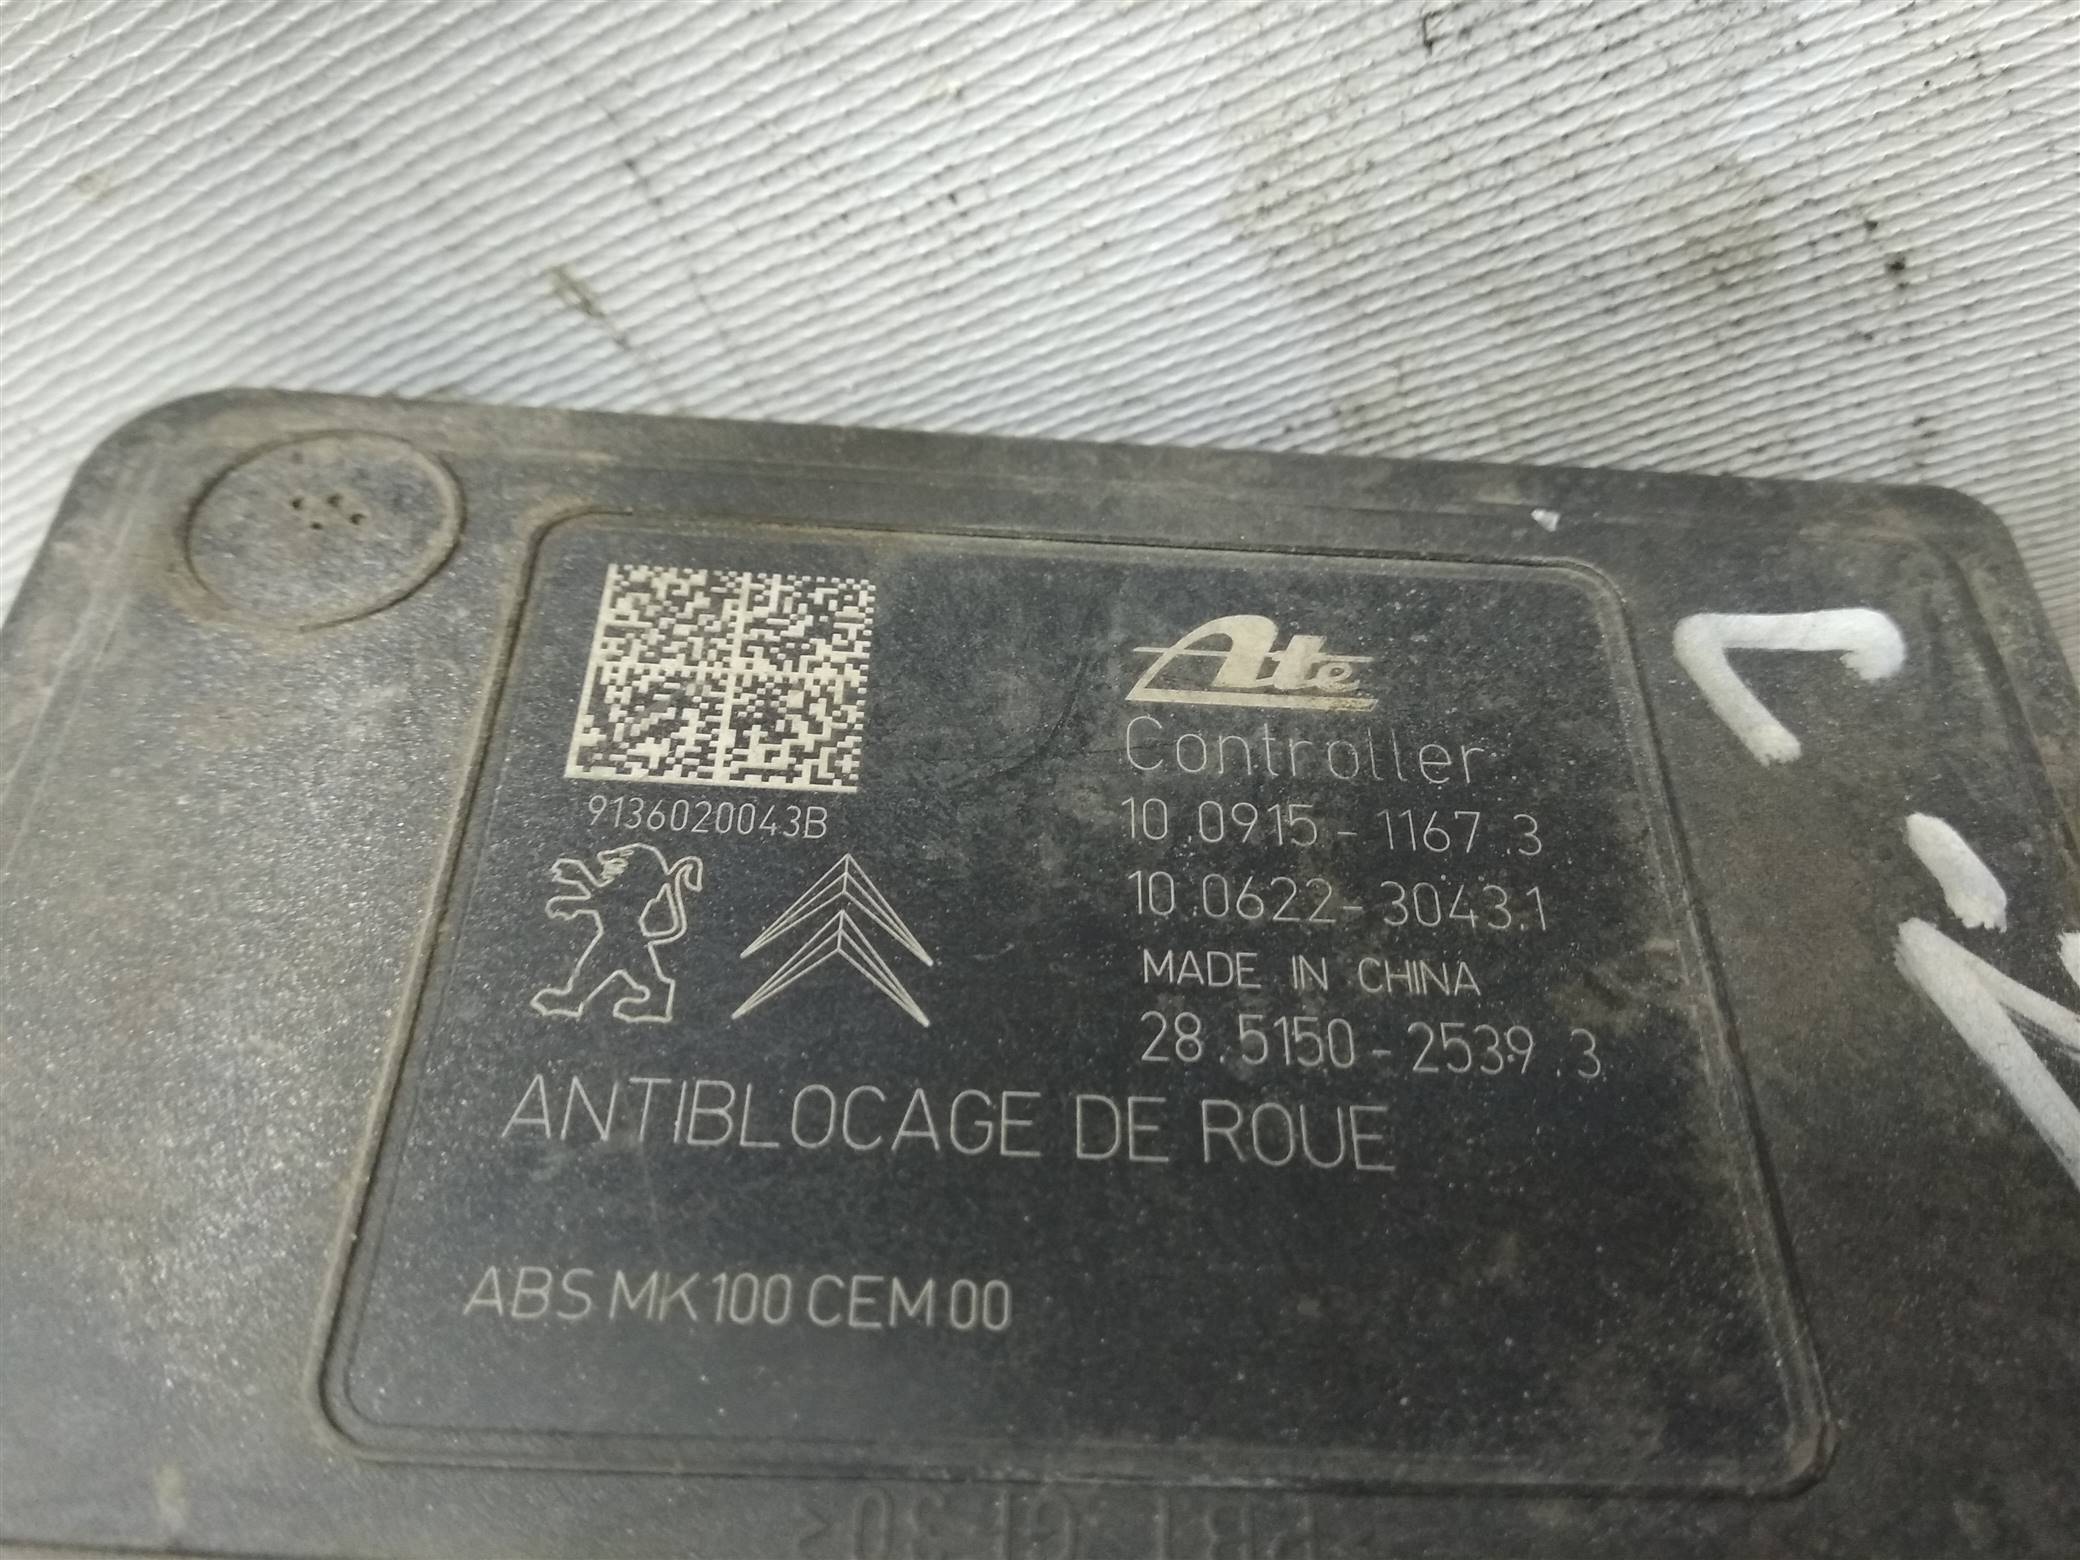 Ate
Controller
9136020043B
10.0915-1167.3
10.0622-3043.1
MADE IN CHINA
28.5150-2539.3
ANTIBLOCAGE DE ROUE
ABS MK100 CEM 00